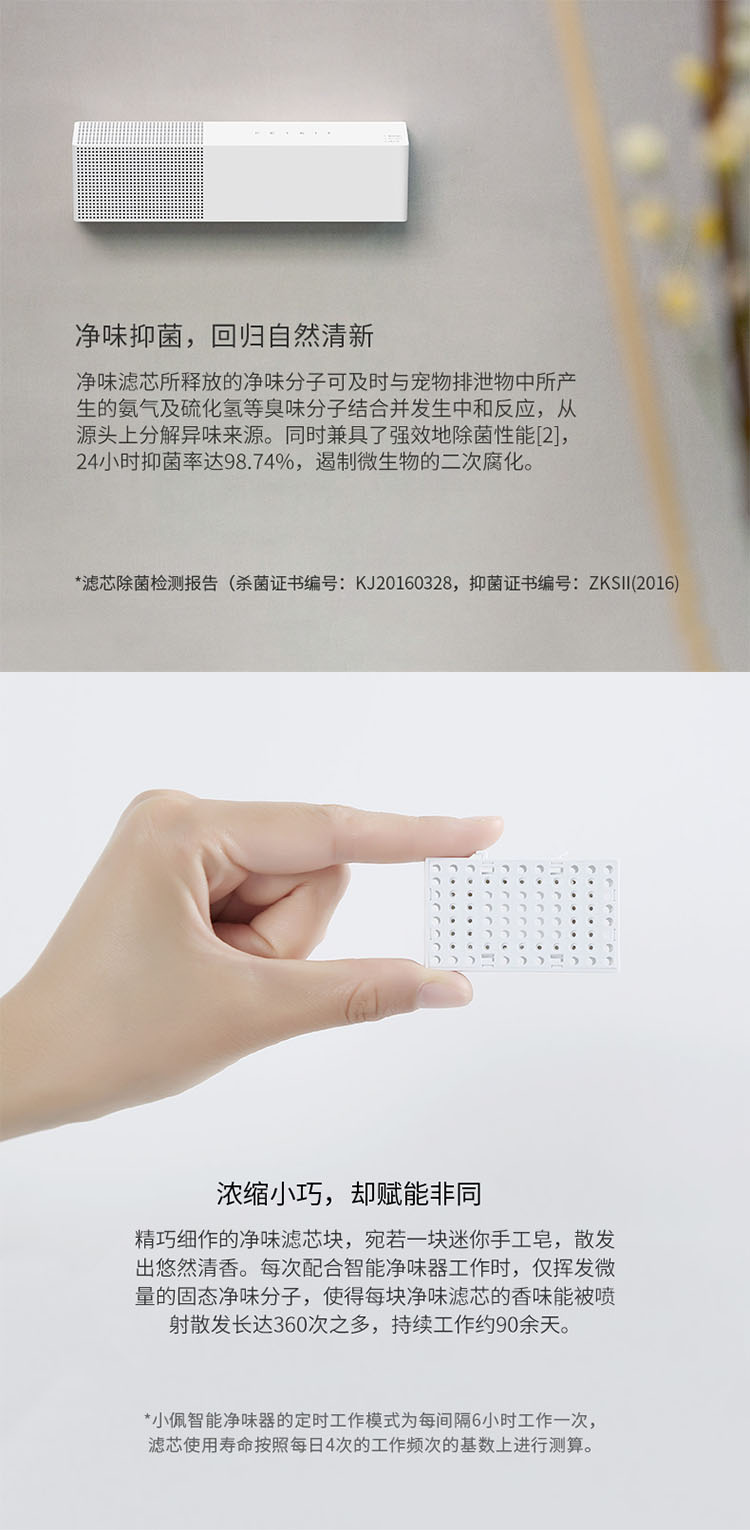 PETKIT
净味抑菌，回归自然清新
净味滤芯所释放的净味分子可及时与宠物排泄物中所产
生的氨气及硫化氢等臭味分子结合并发生中和反应，从
源头上分解异味来源。同时兼具了强效地除菌性能[2]，
24小时抑菌率达98.74%，遏制微生物的二次腐化。
*滤芯除菌检测报告（杀菌证书编号：KJ20160328，抑菌证书编号：ZKSII(2016)
浓缩小巧，却赋能非同
精巧细作的净味滤芯块，宛若一块迷你手工皂，散发
出悠然清香。每次配合智能净味器工作时，仅挥发微
量的固态净味分子，使得每块净味滤芯的香味能被喷
射散发长达360次之多，持续工作约90余天。
*小佩智能净味器的定时工作模式为每间隔6小时工作一次，
滤芯使用寿命按照每日4次的工作频次的基数上进行测算。